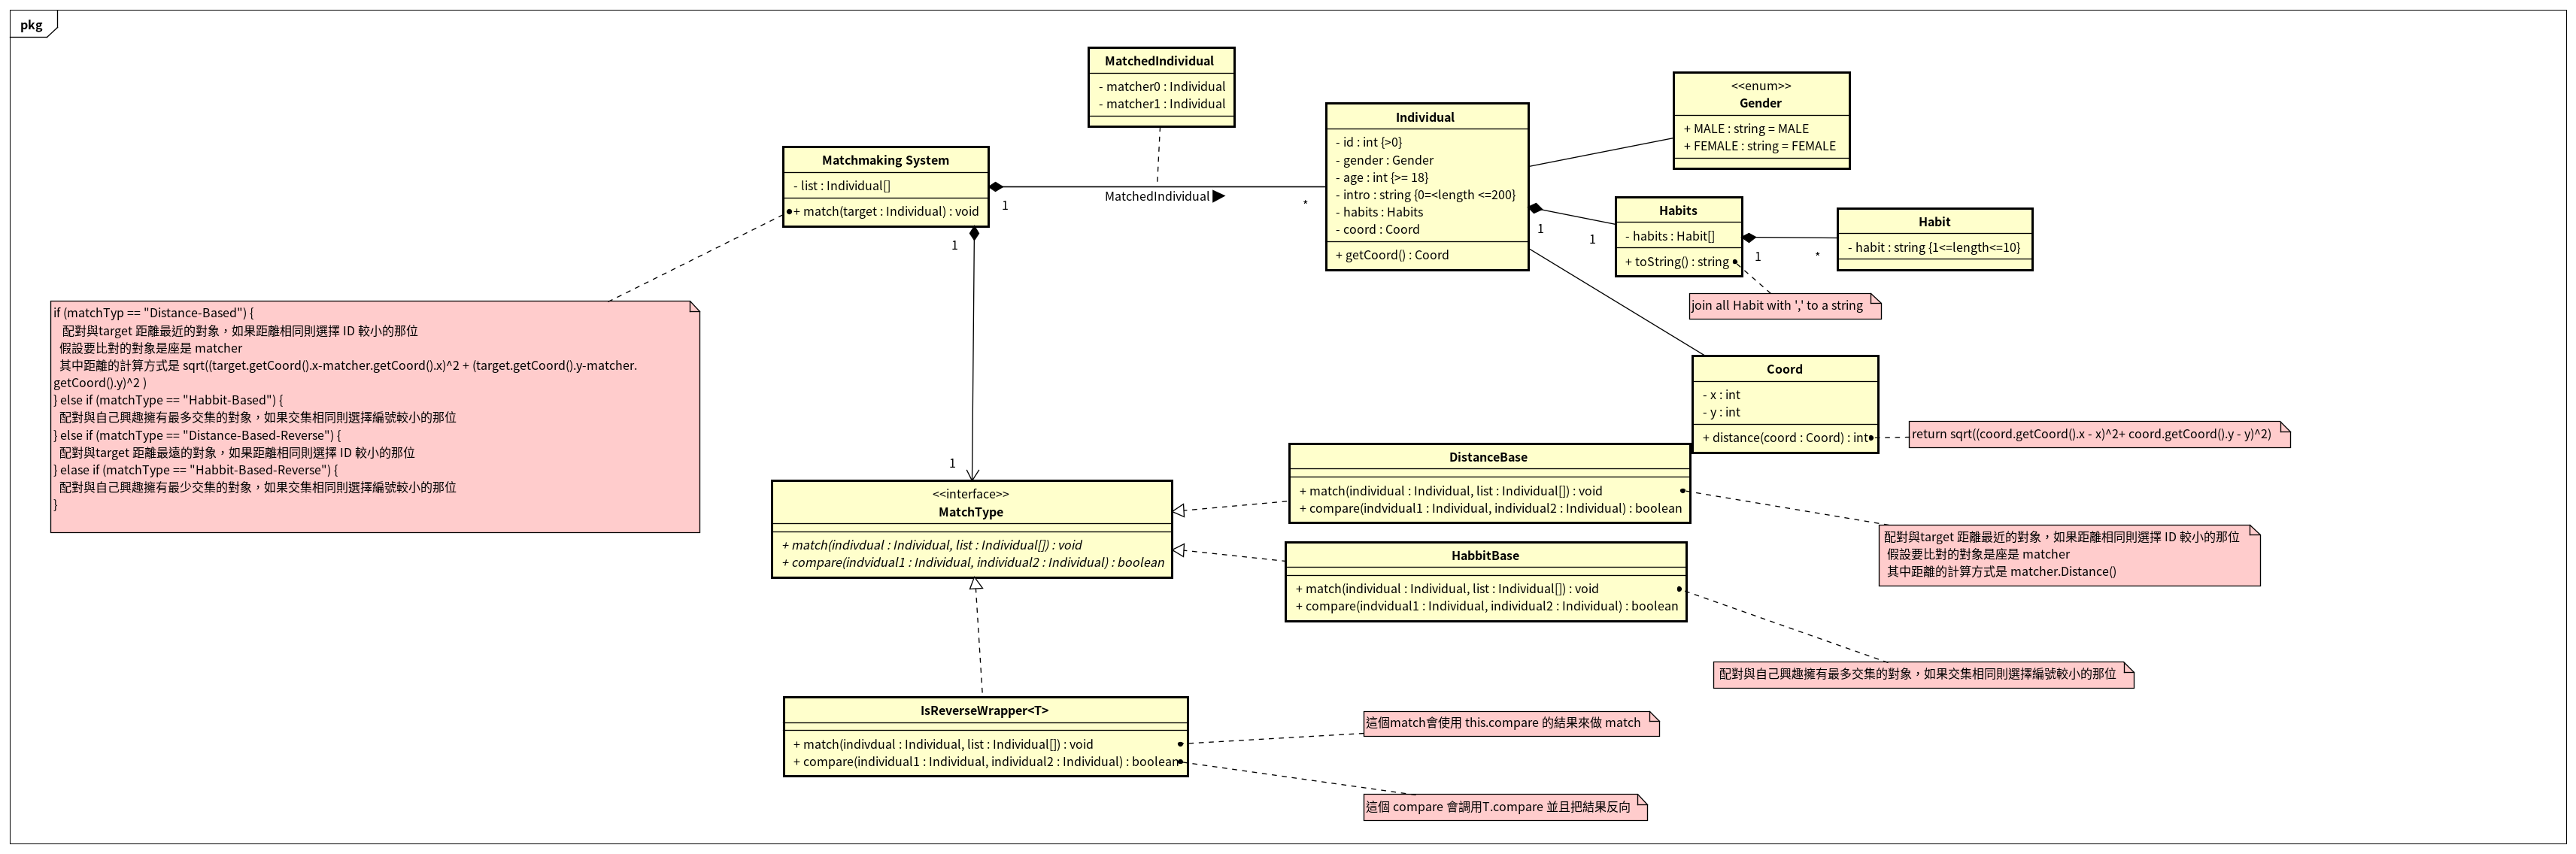 pkg
MatchedIndividual
- matcher0 : Individual
- matcher1 : Individual
<<enum>>
Gender
+ MALE : string = MALE
+ FEMALE : string = FEMALE
Individual
- id : int {>0}
- gender : Gender
- age : int {>= 18}
- intro : string {0=<length <=200}
- habits : Habits
- coord : Coord
+ getCoord() : Coord
Matchmaking System
- list : Individual[]
+ match(target : Individual) : void
1
MatchedIndividual
*
1
1
1
Habits
- habits : Habit[]
+ toString() : string
1
*
Habit
- habit : string {1<=length<=10}
join all Habit with ',' to a string
if (matchTyp == "Distance-Based") {
配對與target 距離最近的對象，如果距離相同則選擇 ID 較小的那位
假設要比對的對象是座是 matcher
其中距離的計算方式是 sqrt((target.getCoord().x-matcher.getCoord().x)^2 + (target.getCoord().y-matcher.
getCoord().y)^2 )
} else if (matchType == "Habbit-Based") {
配對與自己興趣擁有最多交集的對象，如果交集相同則選擇編號較小的那位
} else if (matchType == "Distance-Based-Reverse") {
配對與target 距離最遠的對象，如果距離相同則選擇 ID 較小的那位
} elase if (matchType == "Habbit-Based-Reverse") {
配對與自己興趣擁有最少交集的對象，如果交集相同則選擇編號較小的那位
}
Coord
- x : int
- y : int
+ distance(coord : Coord) : int
return sqrt((coord.getCoord().x - x)^2+ coord.getCoord().y - y)^2)
1
<<interface>>
MatchType
+ match(indivdual : Individual, list : Individual[]) : void
+ compare(indvidual1 : Individual, individual2 : Individual) : boolean
DistanceBase
+ match(individual : Individual, list : Individual[]) : void
+ compare(indvidual1 : Individual, individual2 : Individual) : boolean
配對與target 距離最近的對象，如果距離相同則選擇 ID 較小的那位
假設要比對的對象是座是 matcher
其中距離的計算方式是 matcher.Distance()
HabbitBase
+ match(individual : Individual, list : Individual[]) : void
+ compare(indvidual1 : Individual, individual2 : Individual) : boolean
配對與自己興趣擁有最多交集的對象，如果交集相同則選擇編號較小的那位
IsReverseWrapper<T>
+ match(indivdual : Individual, list : Individual[]) : void
+ compare(individual1 : Individual, individual2 : Individual) : boolean
這個match會使用 this.compare 的結果來做 match
這個 compare 會調用T.compare 並且把結果反向